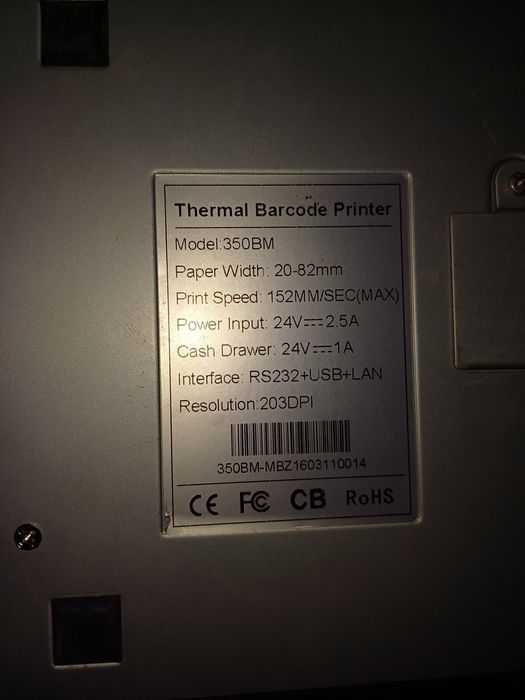 Thermal Barcode Printer
Model:350BM
Paper Width: 20-82mm
Print Speed: 152MM/SEC(MAX)
Power Input: 24V⎓2.5A
Cash Drawer: 24V⎓1A
Interface: RS232+USB+LAN
Resolution:203DPI
350BM-MBZ1603110014
CE FC CB RoHS